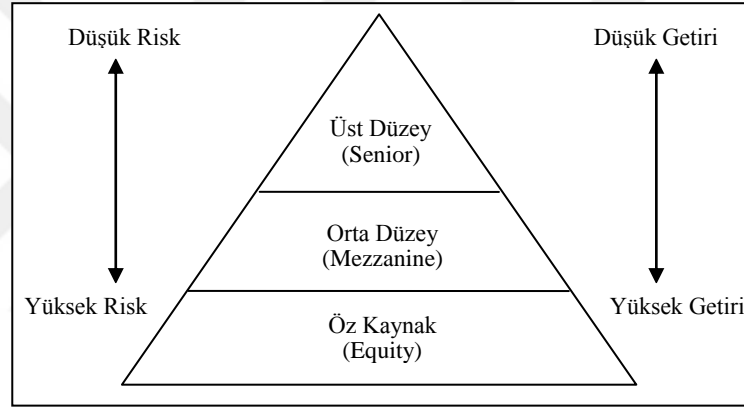 Düşük Risk
Düşük Getiri
Üst Düzey
(Senior)
Orta Düzey
(Mezzanine)
Yüksek Risk
Yüksek Getiri
Öz Kaynak
(Equity)